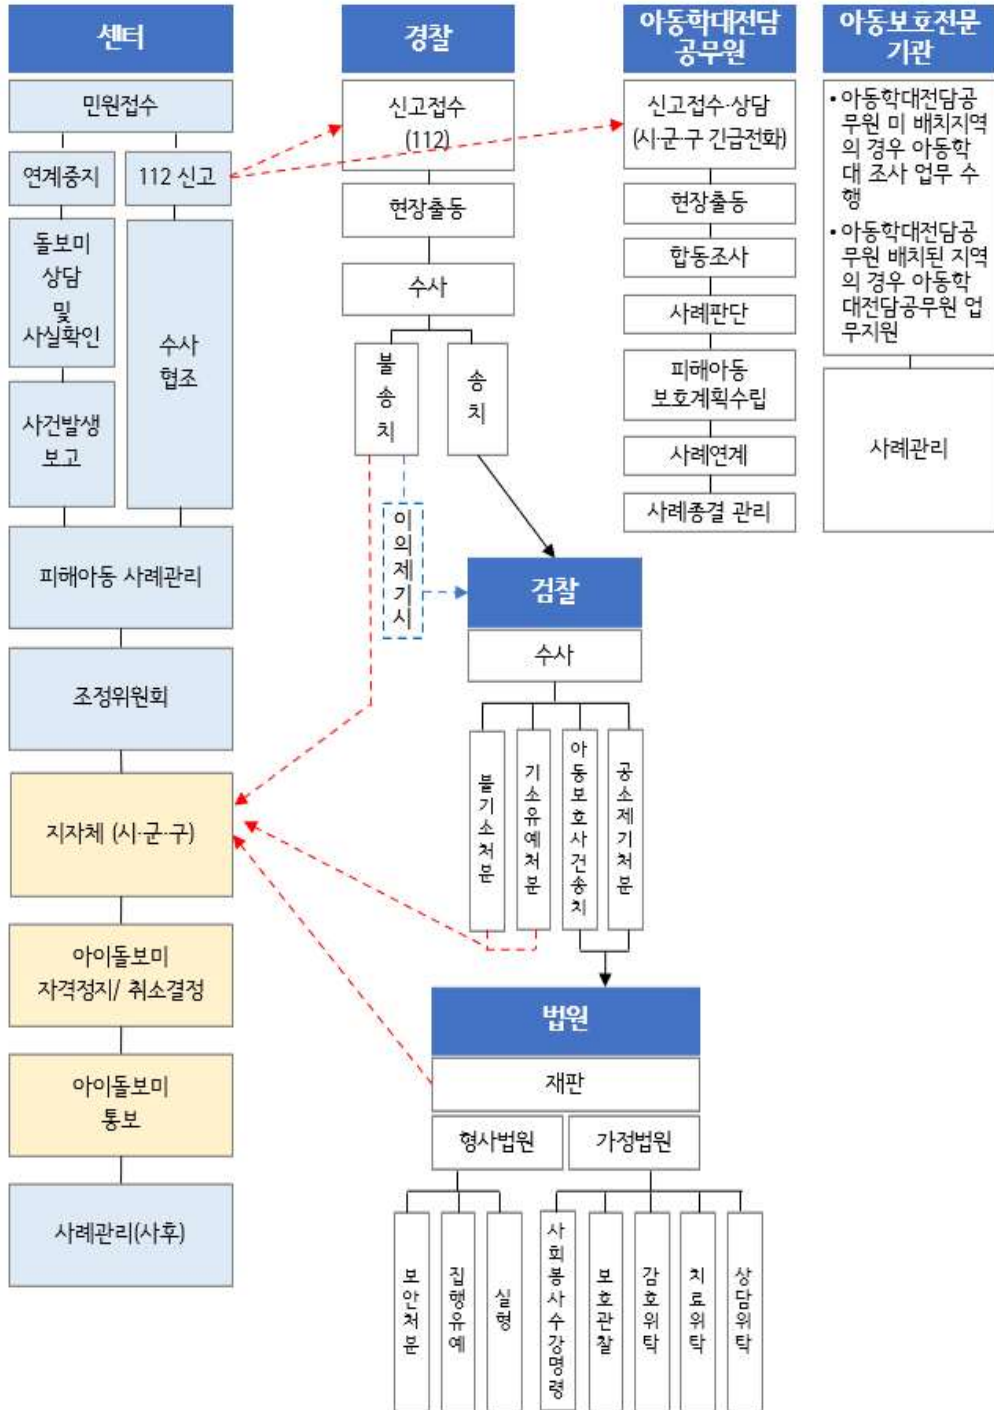 센터
민원접수
연계중지
112 신고
돌보미
상담
및
사실확인
수사
협조
사건발생
보고
피해아동 사례관리
조정위원회
지자체 (시·군·구)
아이돌보미
자격정지/ 취소결정
아이돌보미
통보
사례관리(사후)
경찰
신고접수
(112)
현장출동
수사
불송치
송치
이의제기시
검찰
수사
불기소처분
기소유예처분
아동보호사건송치
공소제기처분
법원
재판
형사법원
가정법원
보안처분
집행유예
실형
사회봉사수강명령
보호관찰
감호위탁
치료위탁
상담위탁
아동학대전담
공무원
신고접수·상담
(시·군·구 긴급전화)
현장출동
합동조사
사례판단
피해아동
보호계획수립
사례연계
사례종결 관리
아동보호전문
기관
• 아동학대전담공
무원 미 배치지역
의 경우 아동학
대 조사 업무 수
행
• 아동학대전담공
무원 배치된 지역
의 경우 아동학
대전담공무원 업
무지원
사례관리